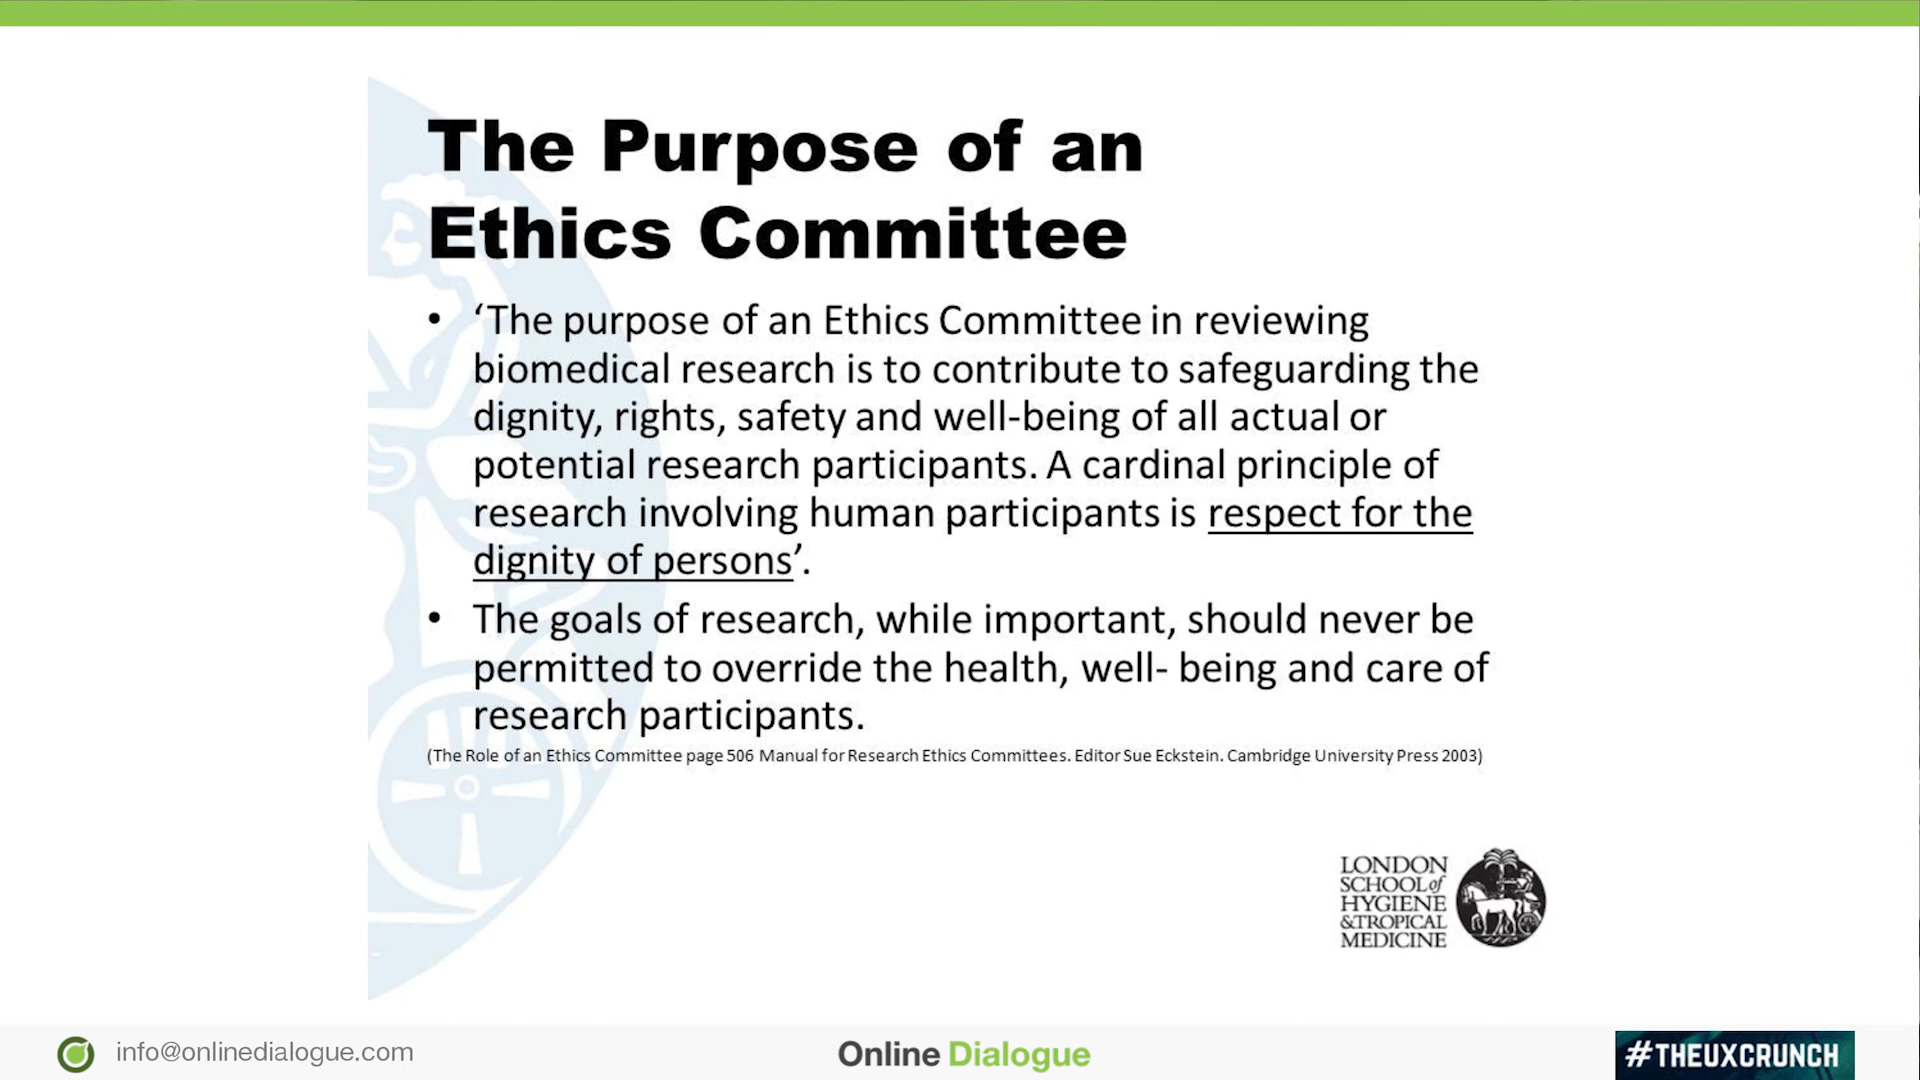 The Purpose of an
Ethics Committee
• ‘The purpose of an Ethics Committee in reviewing
biomedical research is to contribute to safeguarding the
dignity, rights, safety and well-being of all actual or
potential research participants. A cardinal principle of
research involving human participants is respect for the
dignity of persons’.
• The goals of research, while important, should never be
permitted to override the health, well- being and care of
research participants.
(The Role of an Ethics Committee page 506 Manual for Research Ethics Committees. Editor Sue Eckstein. Cambridge University Press 2003)
LONDON
SCHOOL of
HYGIENE
&TROPICAL
MEDICINE
info@onlinedialogue.com
Online Dialogue
#THEUXCRUNCH